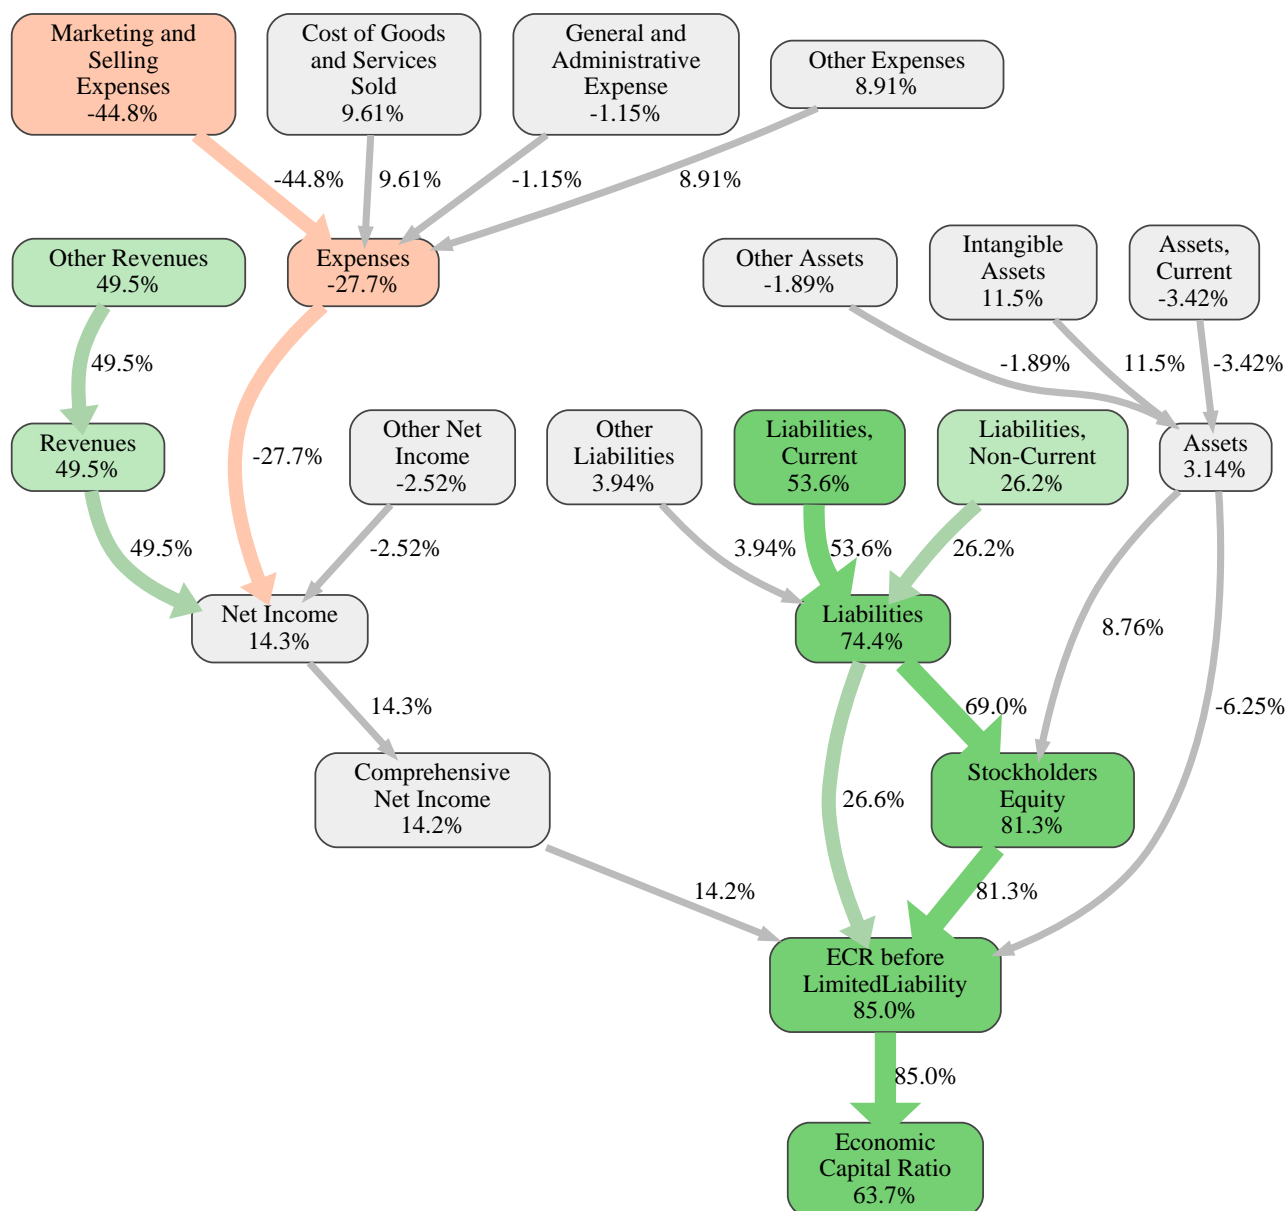 Marketing and
Selling
Expenses
-44.8%
Cost of Goods
and Services
Sold
9.61%
General and
Administrative
Expense
-1.15%
Other Expenses
8.91%
-44.8%
9.61%
-1.15%
8.91%
Other Revenues
49.5%
Expenses
-27.7%
Other Assets
-1.89%
Intangible
Assets
11.5%
Assets,
Current
-3.42%
49.5%
-1.89%
11.5%
-3.42%
Revenues
49.5%
-27.7%
Other Net
Income
-2.52%
Other
Liabilities
3.94%
Liabilities,
Current
53.6%
Liabilities,
Non-Current
26.2%
Assets
3.14%
49.5%
-2.52%
3.94%
53.6%
26.2%
Net Income
14.3%
Liabilities
74.4%
8.76%
14.3%
69.0%
-6.25%
Comprehensive
Net Income
14.2%
26.6%
Stockholders
Equity
81.3%
14.2%
81.3%
ECR before
LimitedLiability
85.0%
85.0%
Economic
Capital Ratio
63.7%